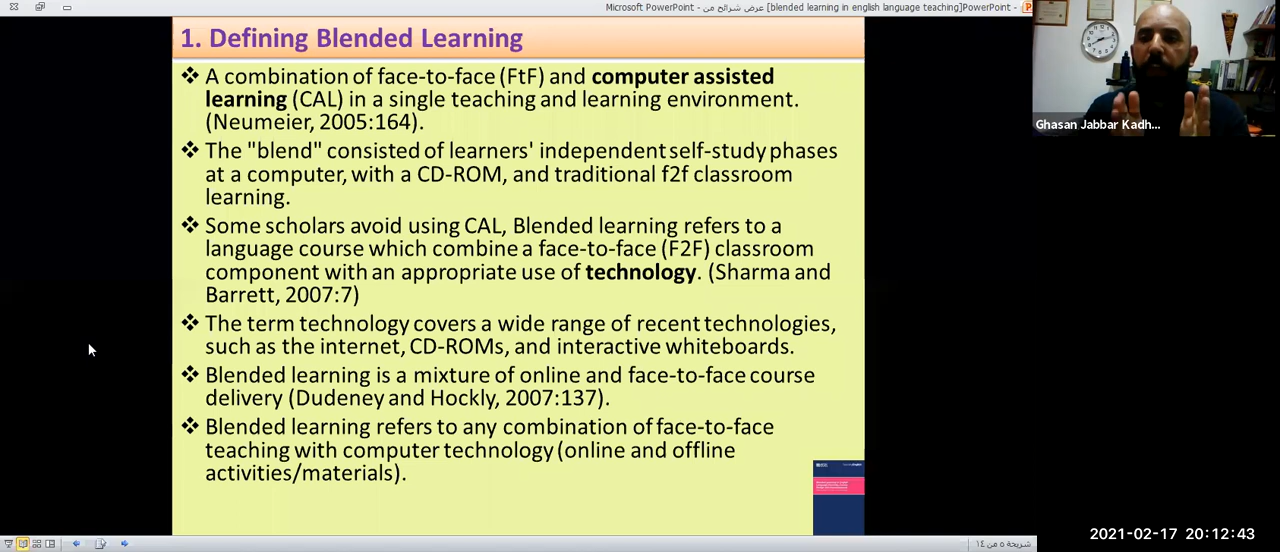 Microsoft PowerPoint - عرض شرائح من - [blended learning in english language teaching]PowerPoint -
1. Defining Blended Learning
❖ A combination of face-to-face (FtF) and computer assisted
learning (CAL) in a single teaching and learning environment.
(Neumeier, 2005:164).
❖ The "blend" consisted of learners' independent self-study phases
at a computer, with a CD-ROM, and traditional f2f classroom
learning.
❖ Some scholars avoid using CAL, Blended learning refers to a
language course which combine a face-to-face (F2F) classroom
component with an appropriate use of technology. (Sharma and
Barrett, 2007:7)
❖ The term technology covers a wide range of recent technologies,
such as the internet, CD-ROMs, and interactive whiteboards.
❖ Blended learning is a mixture of online and face-to-face course
delivery (Dudeney and Hockly, 2007:137).
❖ Blended learning refers to any combination of face-to-face
teaching with computer technology (online and offline
activities/materials).
Ghasan Jabbar Kadh...
2021-02-17 20:12:43
شريحة ٥ من ١٤